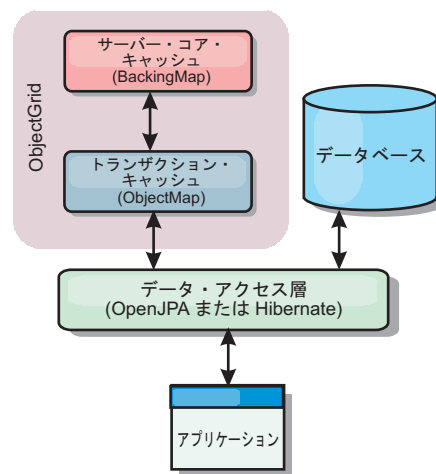 ObjectGrid
サーバー・コア・
キャッシュ
(BackingMap)
トランザクション・
キャッシュ
(ObjectMap)
データベース
データ・アクセス層
(OpenJPA または Hibernate)
アプリケーション